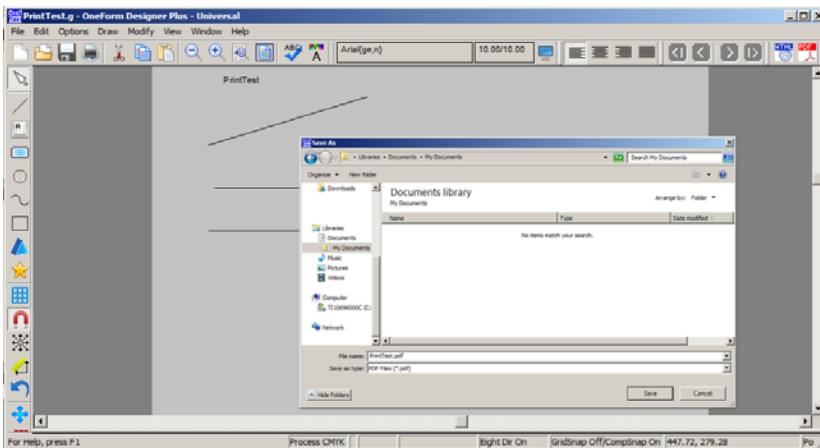 PrintTest.g - OneForm Designer Plus - Universal
File Edit Options Draw Modify View Window Help
ABC A Arial{ge,n} 10.00/10.00 HTML PDF
PrintTest
A
Save As
Libraries Documents My Documents Search My Documents
Organize New folder
Downloads
Libraries
Documents
My Documents
Music
Pictures
Videos
Computer
Network
Documents library
My Documents
Arrange by: Folder
Name Type Date modified
No items match your search.
File name: PrintTest.pdf
Save as type: PDF Files (*.pdf)
Hide Folders Save Cancel
For Help, press F1 Process CMYK Eight Dir On GridSnap Off/CompSnap On 447.72, 279.28 Po